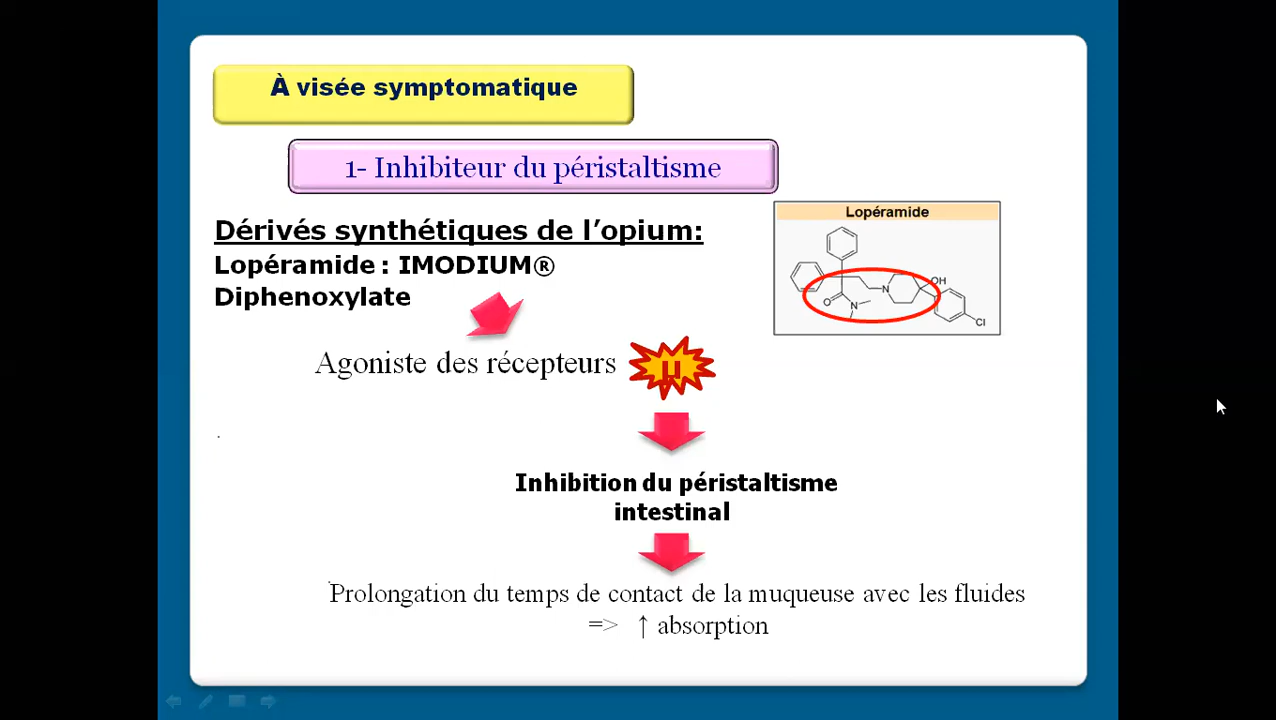 À visée symptomatique
1- Inhibiteur du péristaltisme
Dérivés synthétiques de l’opium:
Lopéramide : IMODIUM®
Diphenoxylate
Lopéramide
OH
N
O
N
Cl
Agoniste des récepteurs μ
Inhibition du péristaltisme
intestinal
Prolongation du temps de contact de la muqueuse avec les fluides
=> ↑ absorption